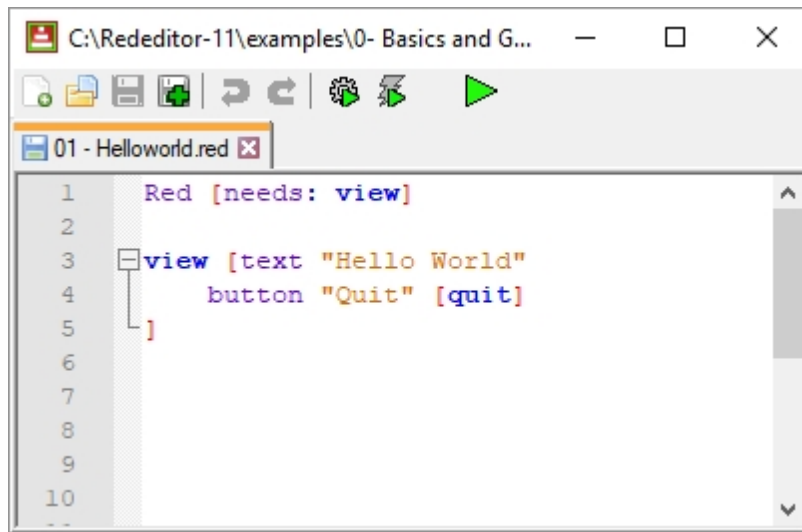 C:\Rededitor-11\examples\0- Basics and G...
01 - Helloworld.red
1 Red [needs: view]
2
3 view [text "Hello World"
4 button "Quit" [quit]
5 ]
6
7
8
9
10